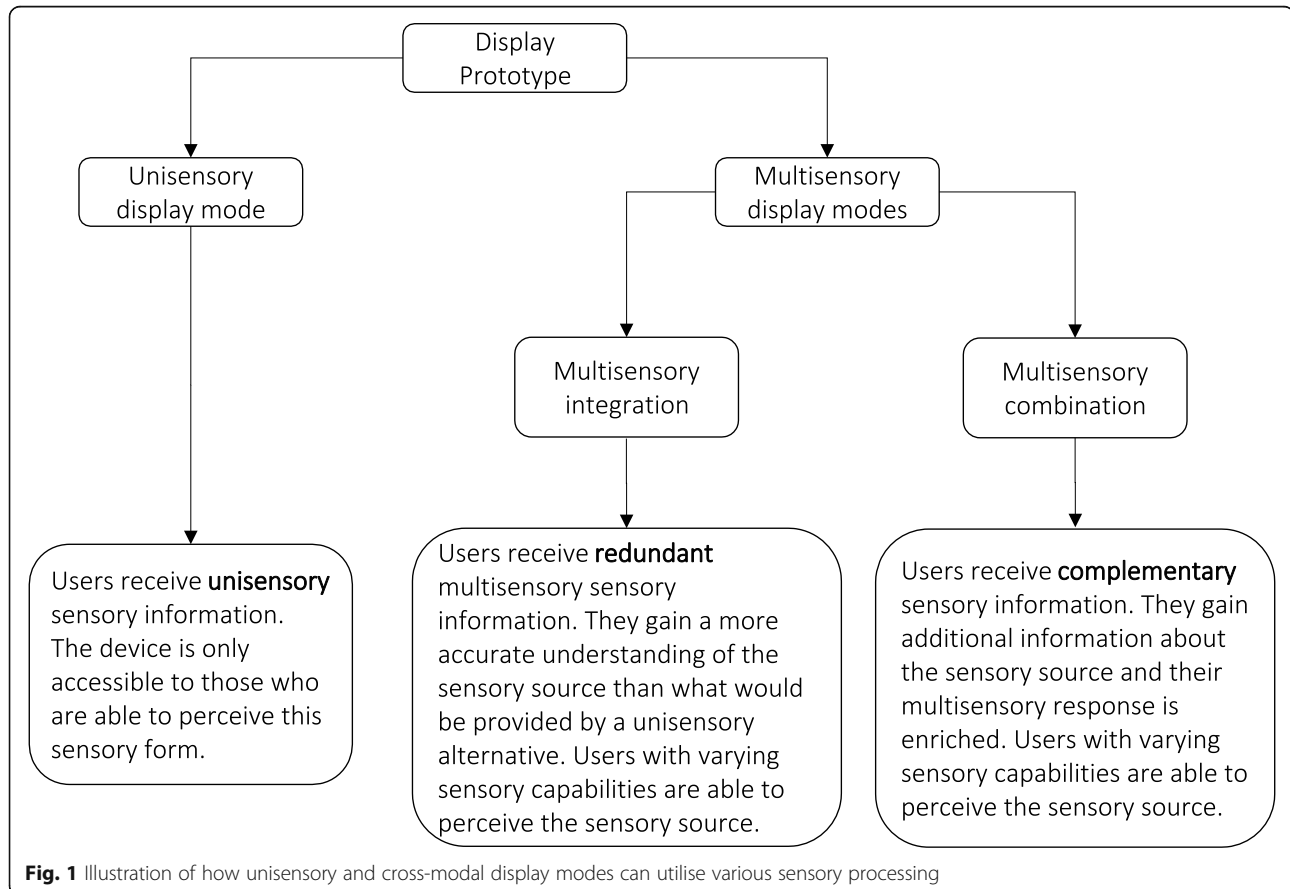 Display
Prototype
Unisensory
display mode
Multisensory
display modes
Multisensory
integration
Multisensory
combination
Users receive unisensory
sensory information.
The device is only
accessible to those who
are able to perceive this
sensory form.
Users receive redundant
multisensory sensory
information. They gain a more
accurate understanding of the
sensory source than what would
be provided by a unisensory
alternative. Users with varying
sensory capabilities are able to
perceive the sensory source.
Users receive complementary
sensory information. They gain
additional information about
the sensory source and their
multisensory response is
enriched. Users with varying
sensory capabilities are able to
perceive the sensory source.
Fig. 1 Illustration of how unisensory and cross-modal display modes can utilise various sensory processing